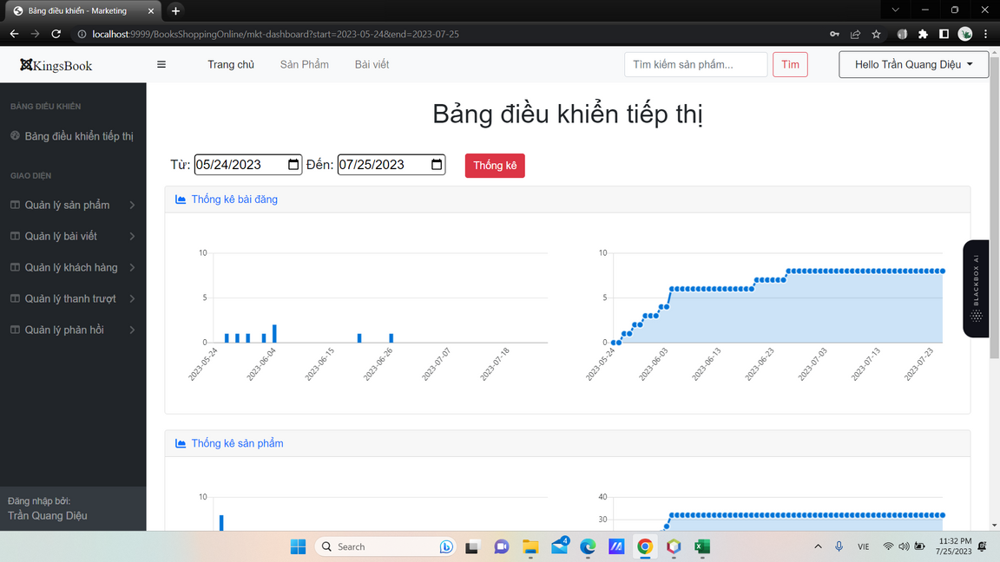 Bảng điều khiển - Marketing
localhost:9999/BooksShoppingOnline/mkt-dashboard?start=2023-05-24&end=2023-07-25
KingsBook
Trang chủ
Sản Phẩm
Bài viết
Tìm kiếm sản phẩm...
Tìm
Hello Trần Quang Diệu
BẢNG ĐIỀU KHIỂN
Bảng điều khiển tiếp thị
GIAO DIỆN
Quản lý sản phẩm
Quản lý bài viết
Quản lý khách hàng
Quản lý thanh trượt
Quản lý phản hồi
Đăng nhập bởi:
Trần Quang Diệu
Bảng điều khiển tiếp thị
Từ: 05/24/2023 Đến: 07/25/2023 Thống kê
Thống kê bài đăng
10
5
0
2023-05-24
2023-06-04
2023-06-15
2023-06-26
2023-07-07
2023-07-18
10
5
0
2023-05-24
2023-06-03
2023-06-13
2023-06-23
2023-07-03
2023-07-13
2023-07-23
BLACKBOX AI
Thống kê sản phẩm
10
40
30
Search
4
VIE
11:32 PM
7/25/2023